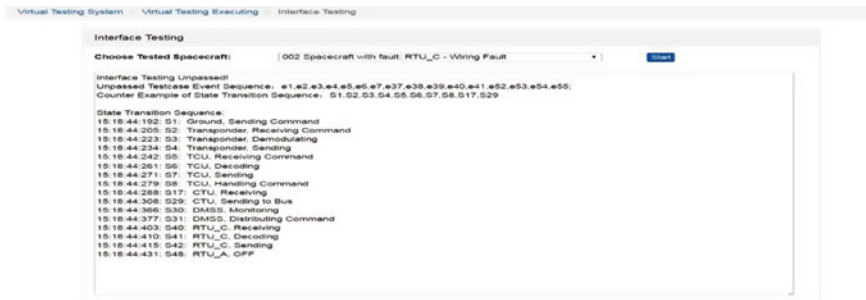 Virtual Testing System Virtual Testing Executing Interface Testing
Interface Testing
Choose Tested Spacecraft: 002 Spacecraft with fault: RTU_C - Wiring Fault Start
Interface Testing Unpassed!
Unpassed Testcase Event Sequence: e1,e2,e3,e4,e5,e6,e7,e37,e38,e39,e40,e41,e52,e53,e54,e55;
Counter Example of State Transition Sequence: S1,S2,S3,S4,S5,S6,S7,S8,S17,S29
State Transition Sequence:
15:18:44:192: S1: Ground, Sending Command
15:18:44:205: S2: Transponder, Receiving Command
15:18:44:223: S3: Transponder, Demodulating
15:18:44:234: S4: Transponder, Sending
15:18:44:242: S5: TCU, Receiving Command
15:18:44:261: S6: TCU, Decoding
15:18:44:271: S7: TCU, Sending
15:18:44:279: S8: TCU, Handling Command
15:18:44:288: S17: CTU, Receiving
15:18:44:308: S29: CTU, Sending to Bus
15:18:44:366: S30: DMSS, Monitoring
15:18:44:377: S31: DMSS, Distributing Command
15:18:44:403: S40: RTU_C, Receiving
15:18:44:410: S41: RTU_C, Decoding
15:18:44:415: S42: RTU_C, Sending
15:18:44:431: S48: RTU_A, OFF